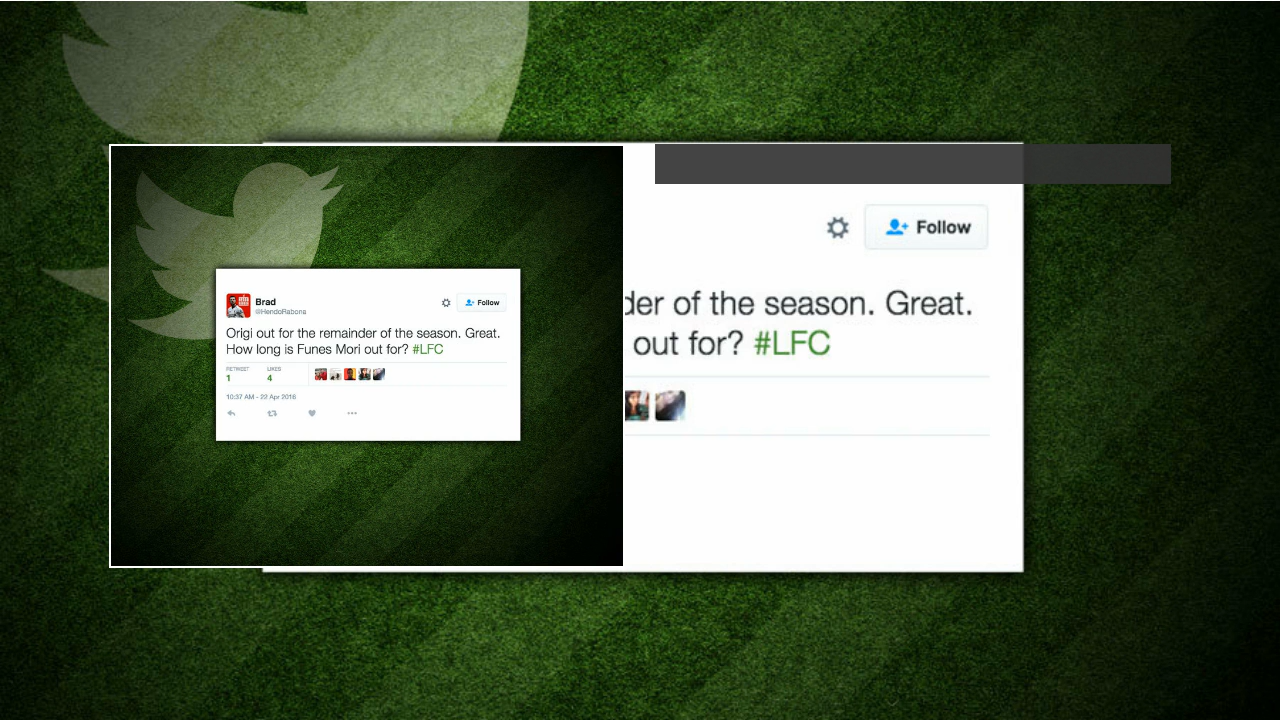 Brad
@HendoRabona
Follow
Origi out for the remainder of the season. Great.
How long is Funes Mori out for? #LFC
RETWEET
LIKES
1
4
10:37 AM - 22 Apr 2016
Follow
der of the season. Great.
out for? #LFC